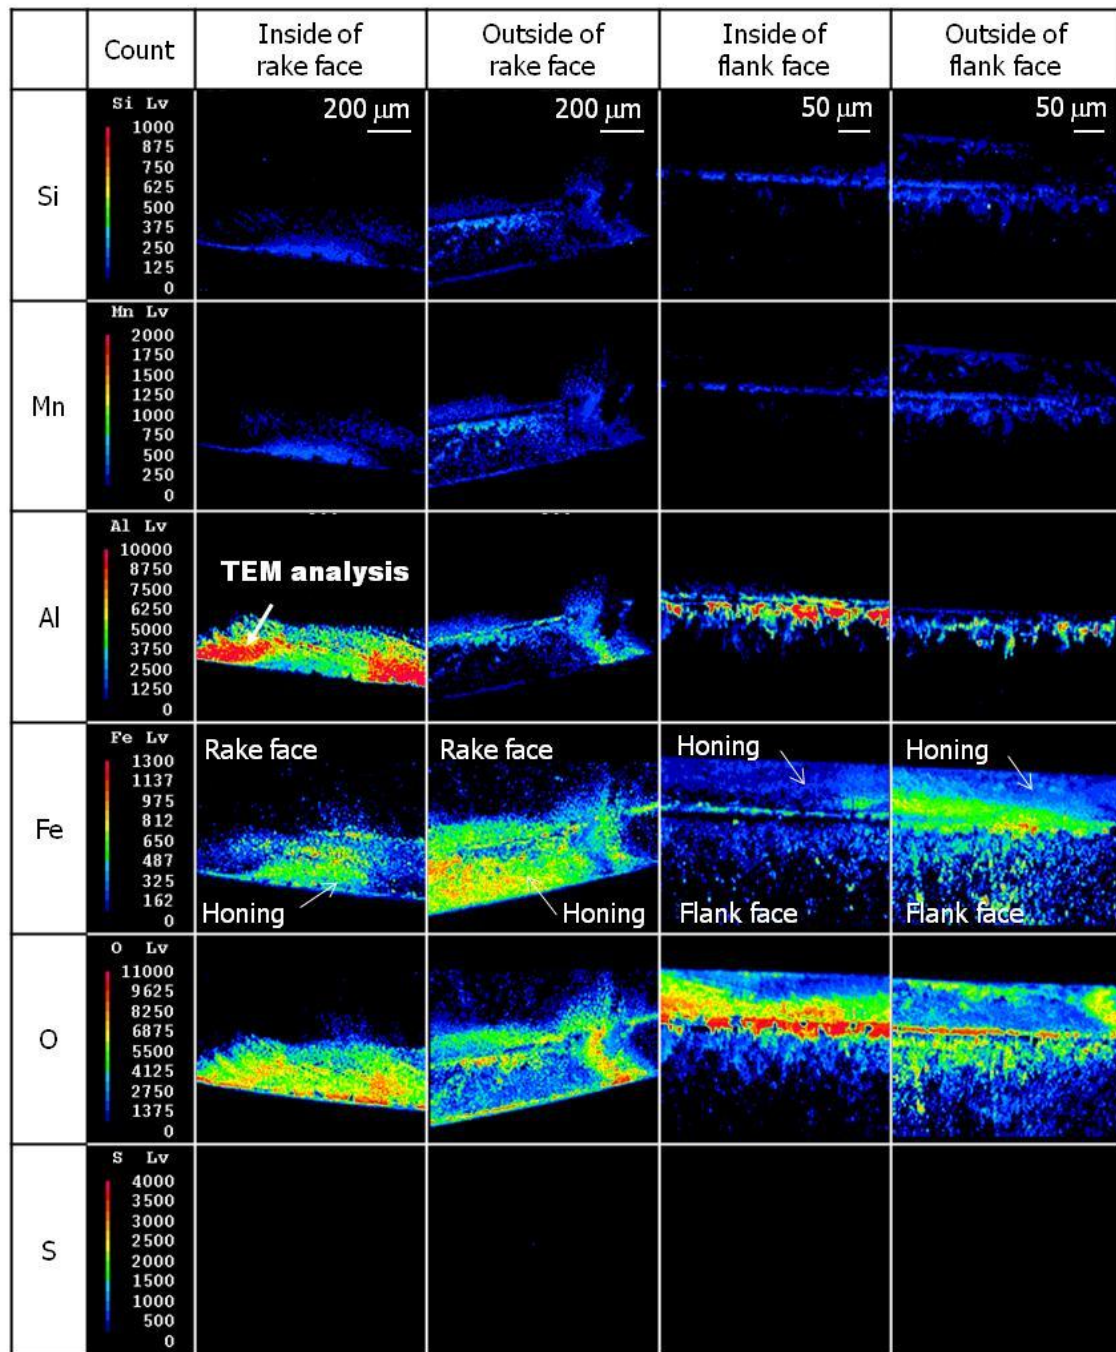 Count
Inside of
rake face
Outside of
rake face
Inside of
flank face
Outside of
flank face
Si
Si Lv
1000
875
750
625
500
375
250
125
0
200 μm
200 μm
50 μm
50 μm
Mn
Mn Lv
2000
1750
1500
1250
1000
750
500
250
0
Al
Al Lv
10000
8750
7500
6250
5000
3750
2500
1250
0
TEM analysis
Fe
Fe Lv
1300
1137
975
812
650
487
325
162
0
Rake face
Honing
Rake face
Honing
Honing
Flank face
Honing
Flank face
O
O Lv
11000
9625
8250
6875
5500
4125
2750
1375
0
S
S Lv
4000
3500
3000
2500
2000
1500
1000
500
0